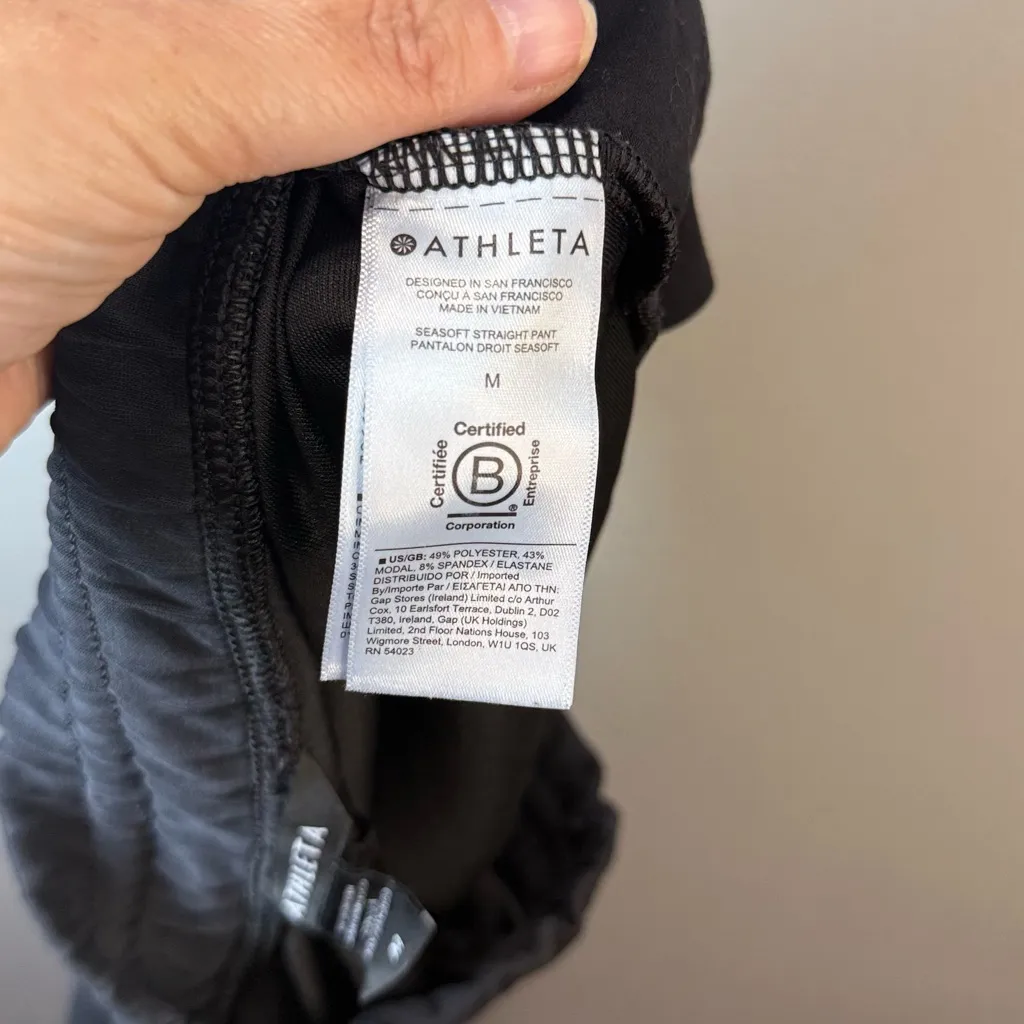 ATHLETA
DESIGNED IN SAN FRANCISCO
CONÇU À SAN FRANCISCO
MADE IN VIETNAM
SEASOFT STRAIGHT PANT
PANTALON DROIT SEASOFT
M
Certified
Certifiée
B
Entreprise
®
Corporation
■ US/GB: 49% POLYESTER, 43%
MODAL, 8% SPANDEX / ELASTANE
DISTRIBUIDO POR / Imported
By/Importe Par / ΕΙΣΑΓΕΤΑΙ ΑΠΟ ΤΗΝ:
Gap Stores (Ireland) Limited c/o Arthur
Cox, 10 Earlsfort Terrace, Dublin 2, D02
T380, Ireland, Gap (UK Holdings)
Limited, 2nd Floor Nations House, 103
Wigmore Street, London, W1U 1QS, UK
RN 54023
ATHLETA